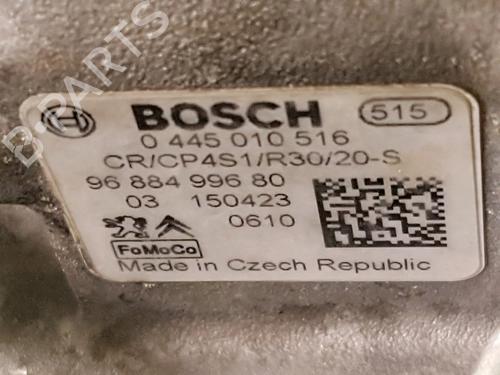 B-PARTS
BOSCH 515
0 445 010 516
CR/CP4S1/R30/20-S
96 884 996 80
03 150423
0610
FoMoCo
Made in Czech Republic